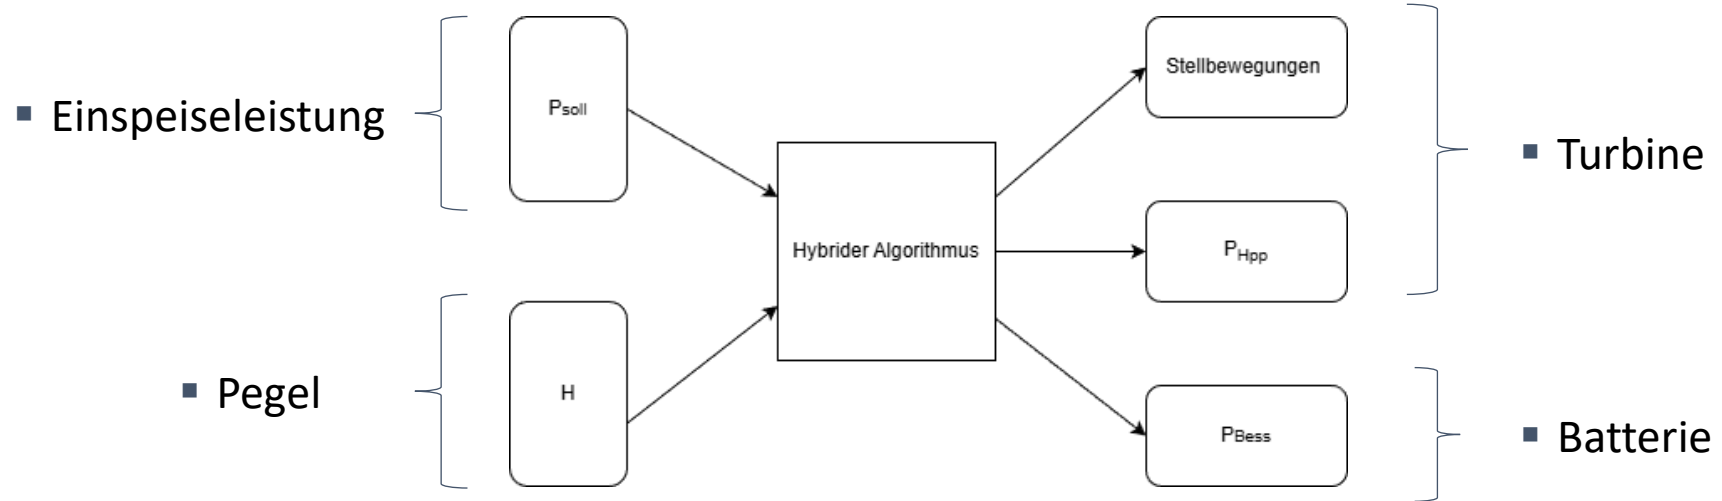 ▪ Einspeiseleistung
Psoll
▪ Pegel
H
Hybrider Algorithmus
Stellbewegungen
PHpp
▪ Turbine
PBess
▪ Batterie